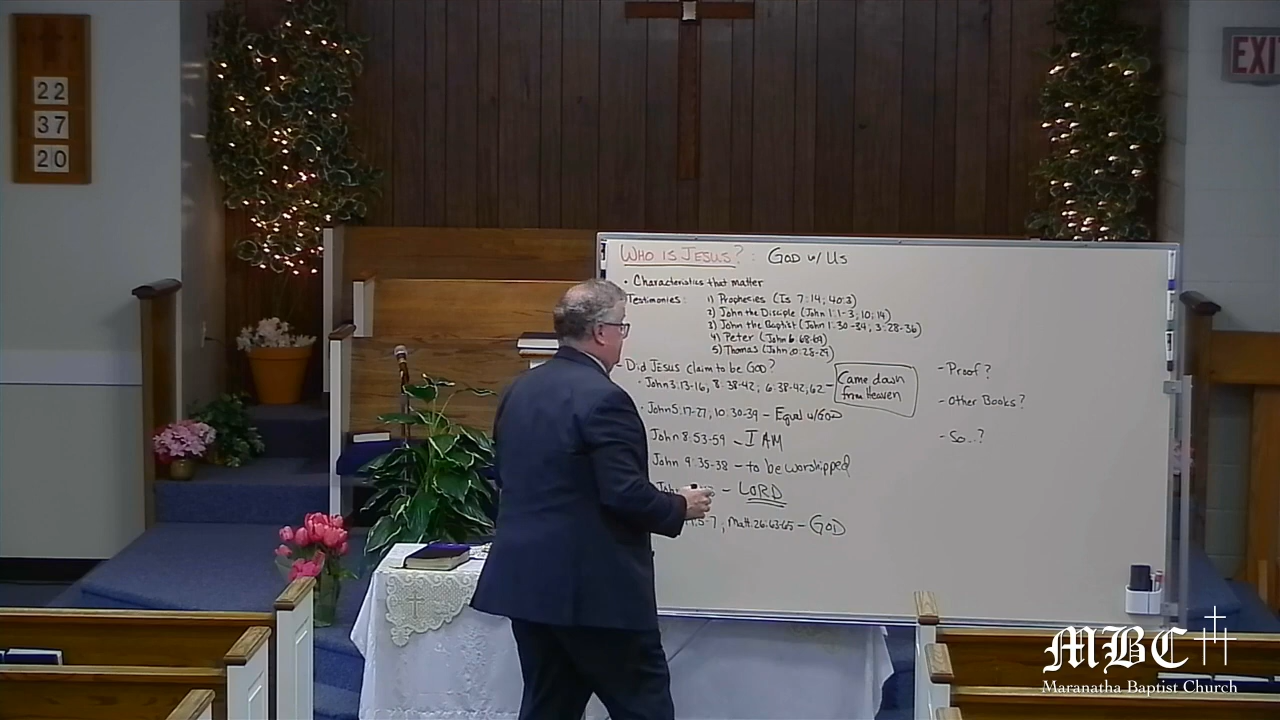 22
37
20
EXI
WHO IS JESUS? : GOD w/ Us
• Characteristics that matter
Testimonies: 1) Prophecies (Is 7:14; 40:3)
2) John the Disciple (John 1:1-3; 10:14)
3) John the Baptist (John 1:30-34; 3:28-36)
4) Peter (John 6:68-69)
5) Thomas (John 20:28-29)
- Did Jesus claim to be GOD?
• John 3:13-16, 8:38-42; 6:38-42, 62 - Came down from Heaven
• John 5:17-27, 10:30-39 - Equal w/GOD
John 8:53-59 - I AM
John 9:35-38 - to be worshipped
- LORD
5-7, Matt. 26:63-65 - GOD
- Proof?
- Other Books?
- So...?
MBC
Maranatha Baptist Church